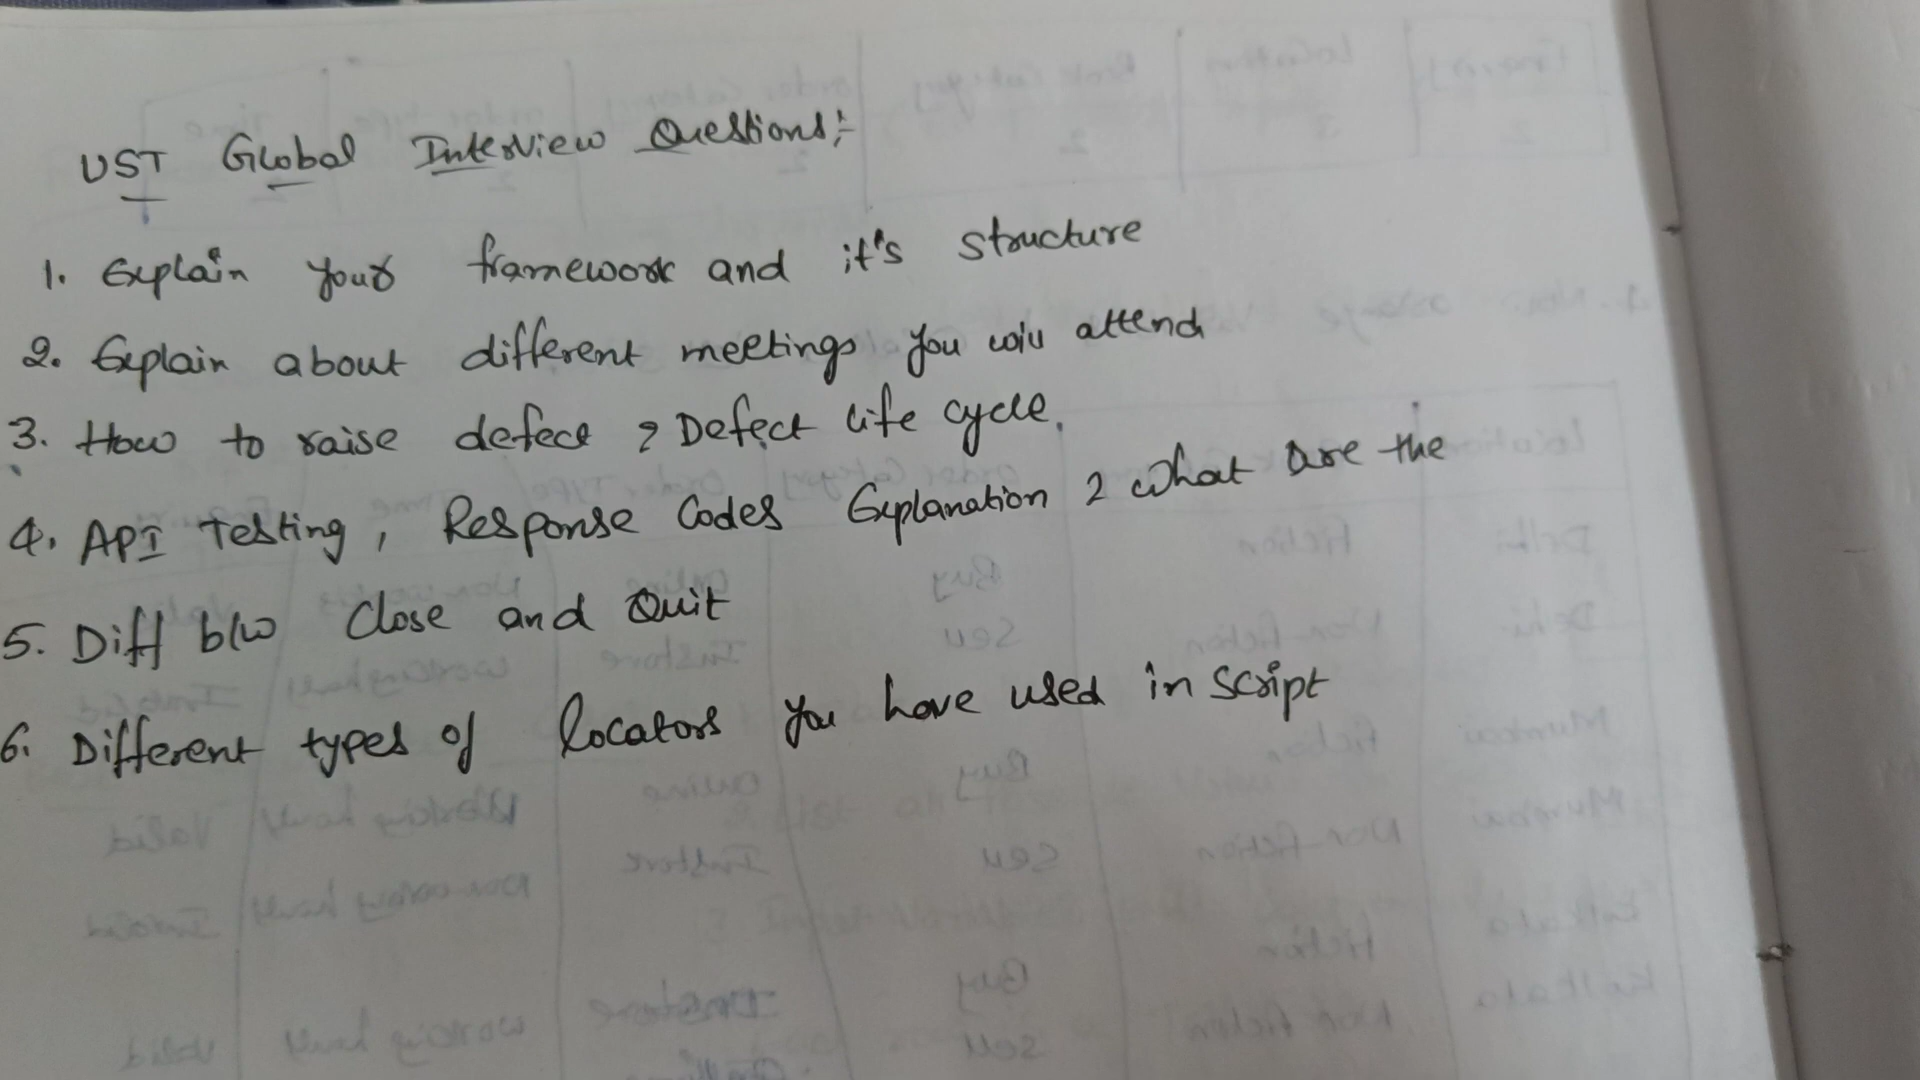 UST Global Interview Questions:-
1. Explain your framework and it's structure
2. Explain about different meetings you will attend
3. How to raise defect & Defect life cycle.
4. API Testing, Response Codes Explanation & what are the
5. Diff b/w Close and Quit
6. Different types of locators you have used in script